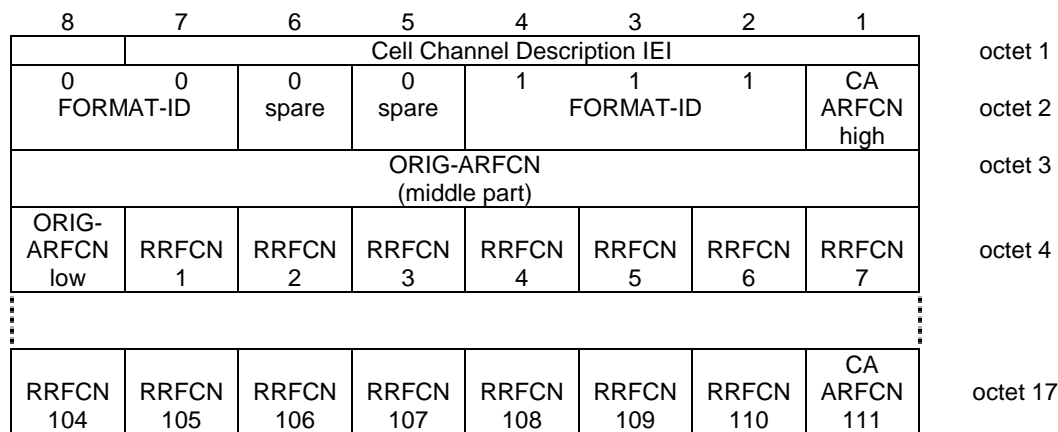 8 7 6 5 4 3 2 1
Cell Channel Description IEI octet 1
0 0 0 0 1 1 1 CA
FORMAT-ID spare spare FORMAT-ID ARFCN octet 2
high
ORIG-ARFCN octet 3
(middle part)
ORIG-
ARFCN RRFCN RRFCN RRFCN RRFCN RRFCN RRFCN RRFCN octet 4
low 1 2 3 4 5 6 7
CA
RRFCN RRFCN RRFCN RRFCN RRFCN RRFCN RRFCN ARFCN octet 17
104 105 106 107 108 109 110 111